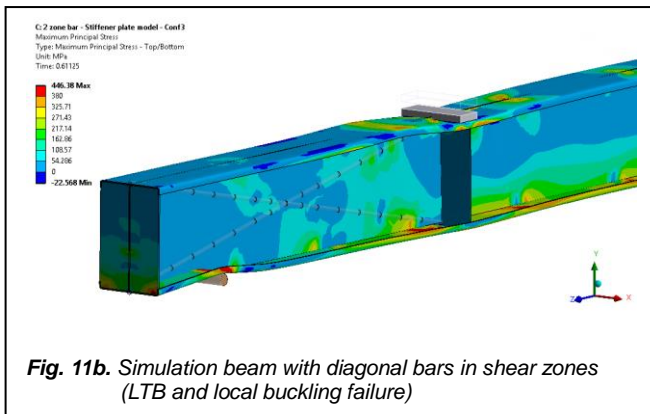 C: 2 zone bar - Stiffener plate model - Conf3
Maximum Principal Stress
Type: Maximum Principal Stress - Top/Bottom
Unit: MPa
Time: 0.61125
446.38 Max
380
325.71
271.43
217.14
162.86
108.57
54.286
0
-22.568 Min
Y
Z
X
Fig. 11b. Simulation beam with diagonal bars in shear zones
(LTB and local buckling failure)